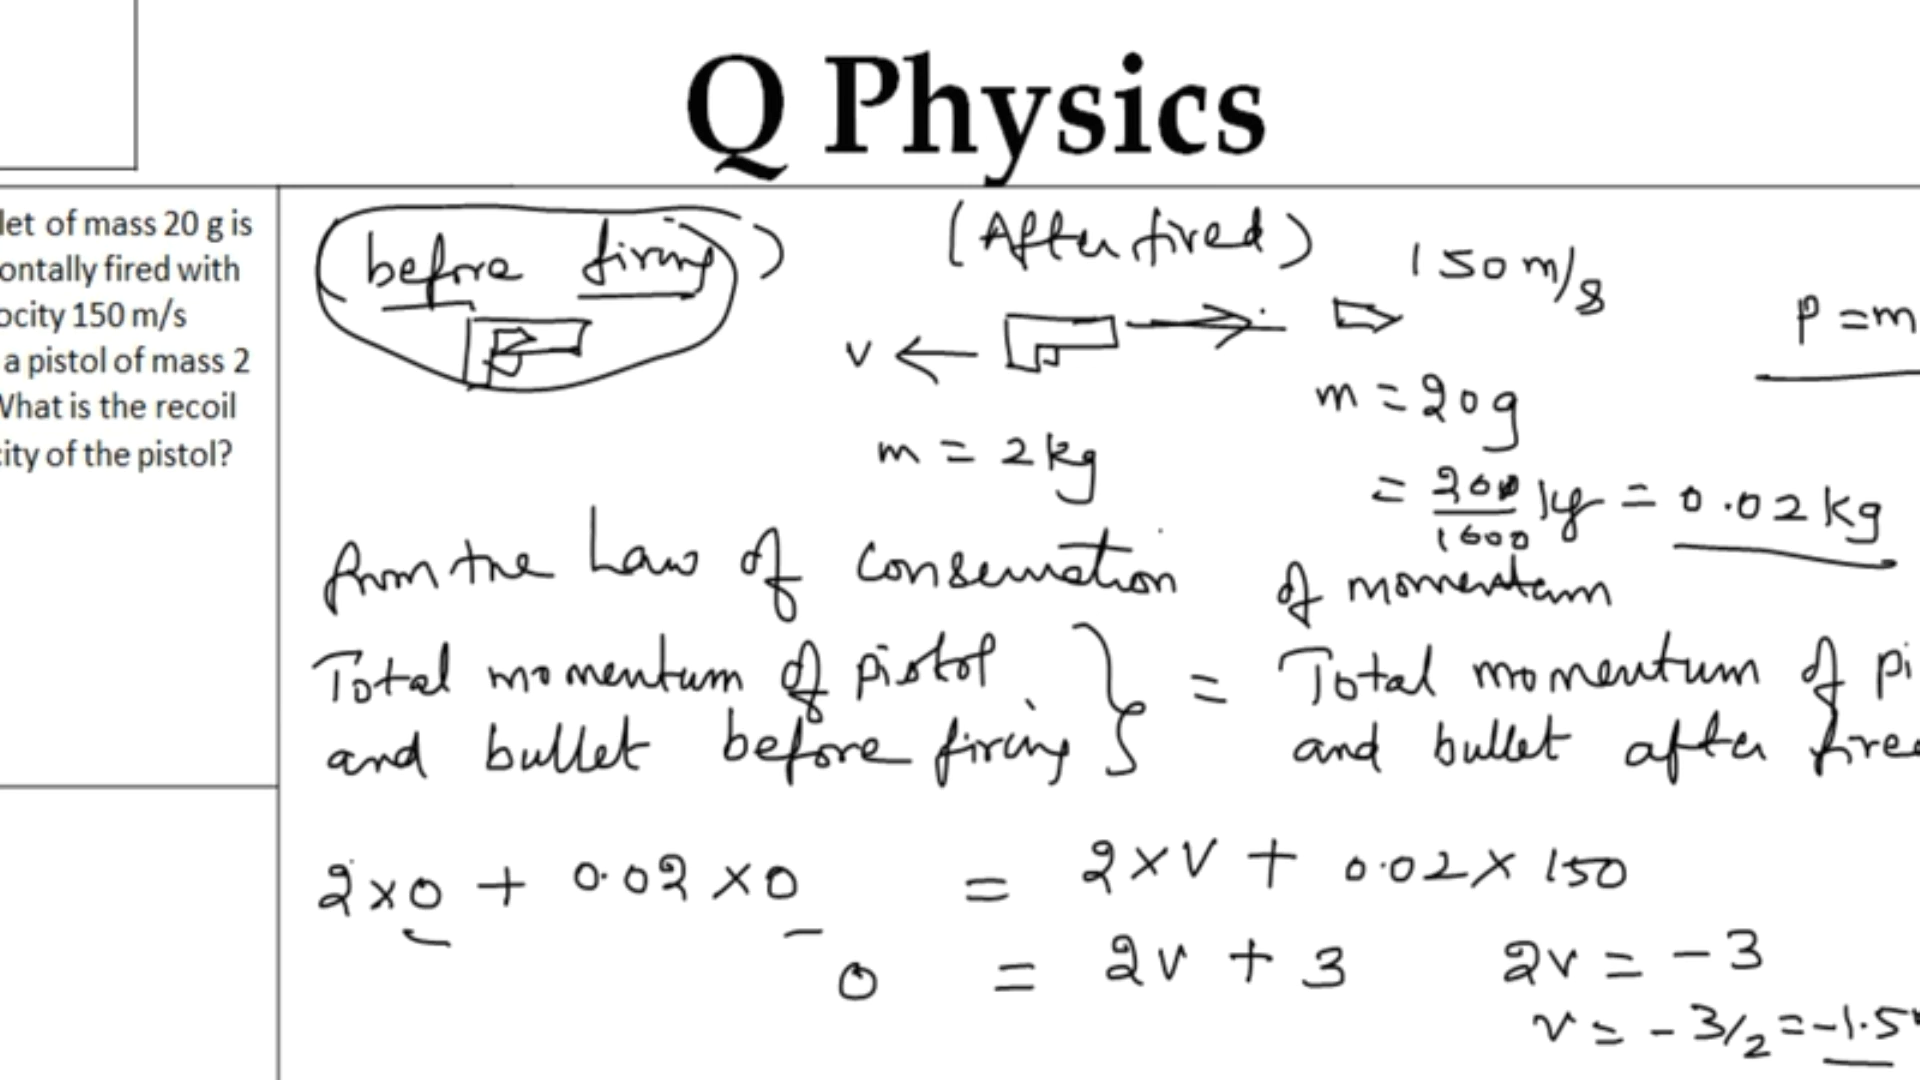 Q Physics
let of mass 20 g is
ontally fired with
ocity 150 m/s
a pistol of mass 2
What is the recoil
city of the pistol?
before firing)
(After fired)
150 m/s
P = m
v
m = 20g
m = 2 kg
= 200/1000 kg = 0.02 kg
from the Law of Conservation of momentum
Total momentum of pistol } = Total momentum of pi
and bullet before firing } and bullet after fired
2 x 0 + 0.02 x 0 = 2 x v + 0.02 x 150
0 = 2v + 3 2v = -3
v = -3/2 = -1.5